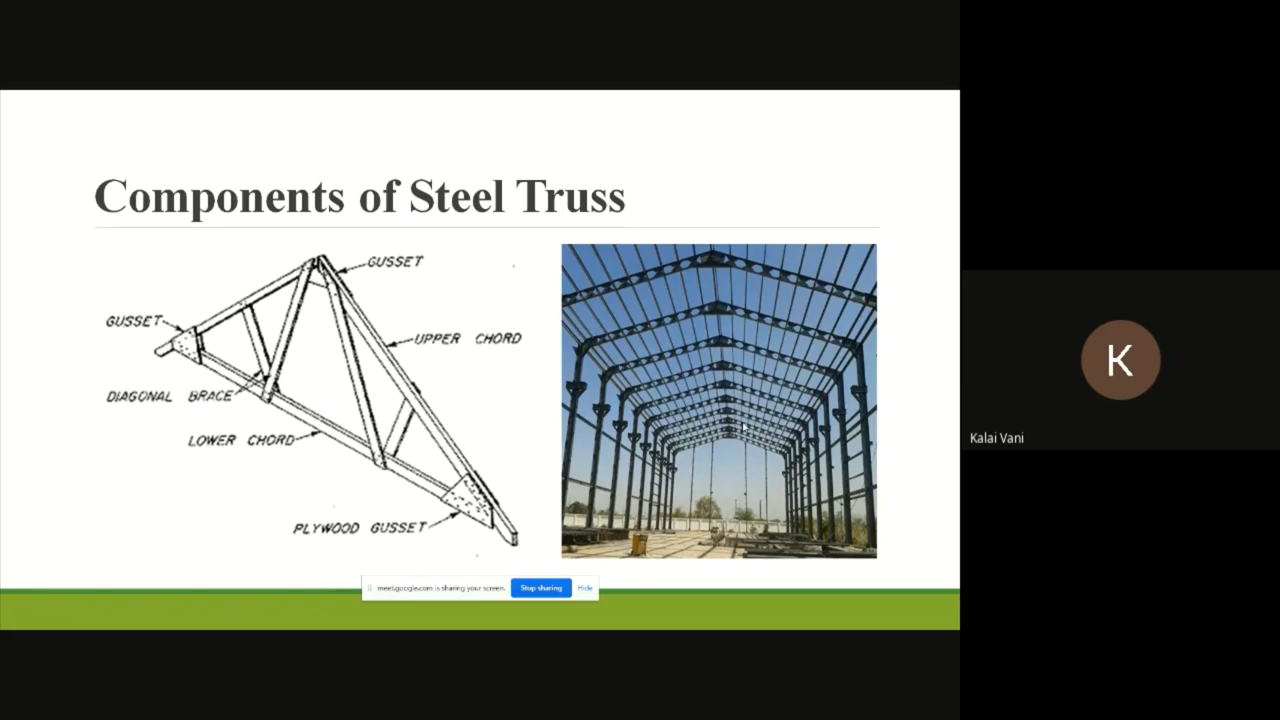 Components of Steel Truss
GUSSET
GUSSET
UPPER CHORD
DIAGONAL BRACE
LOWER CHORD
PLYWOOD GUSSET
meet.google.com is sharing your screen.
Stop sharing
Hide
K
Kalai Vani